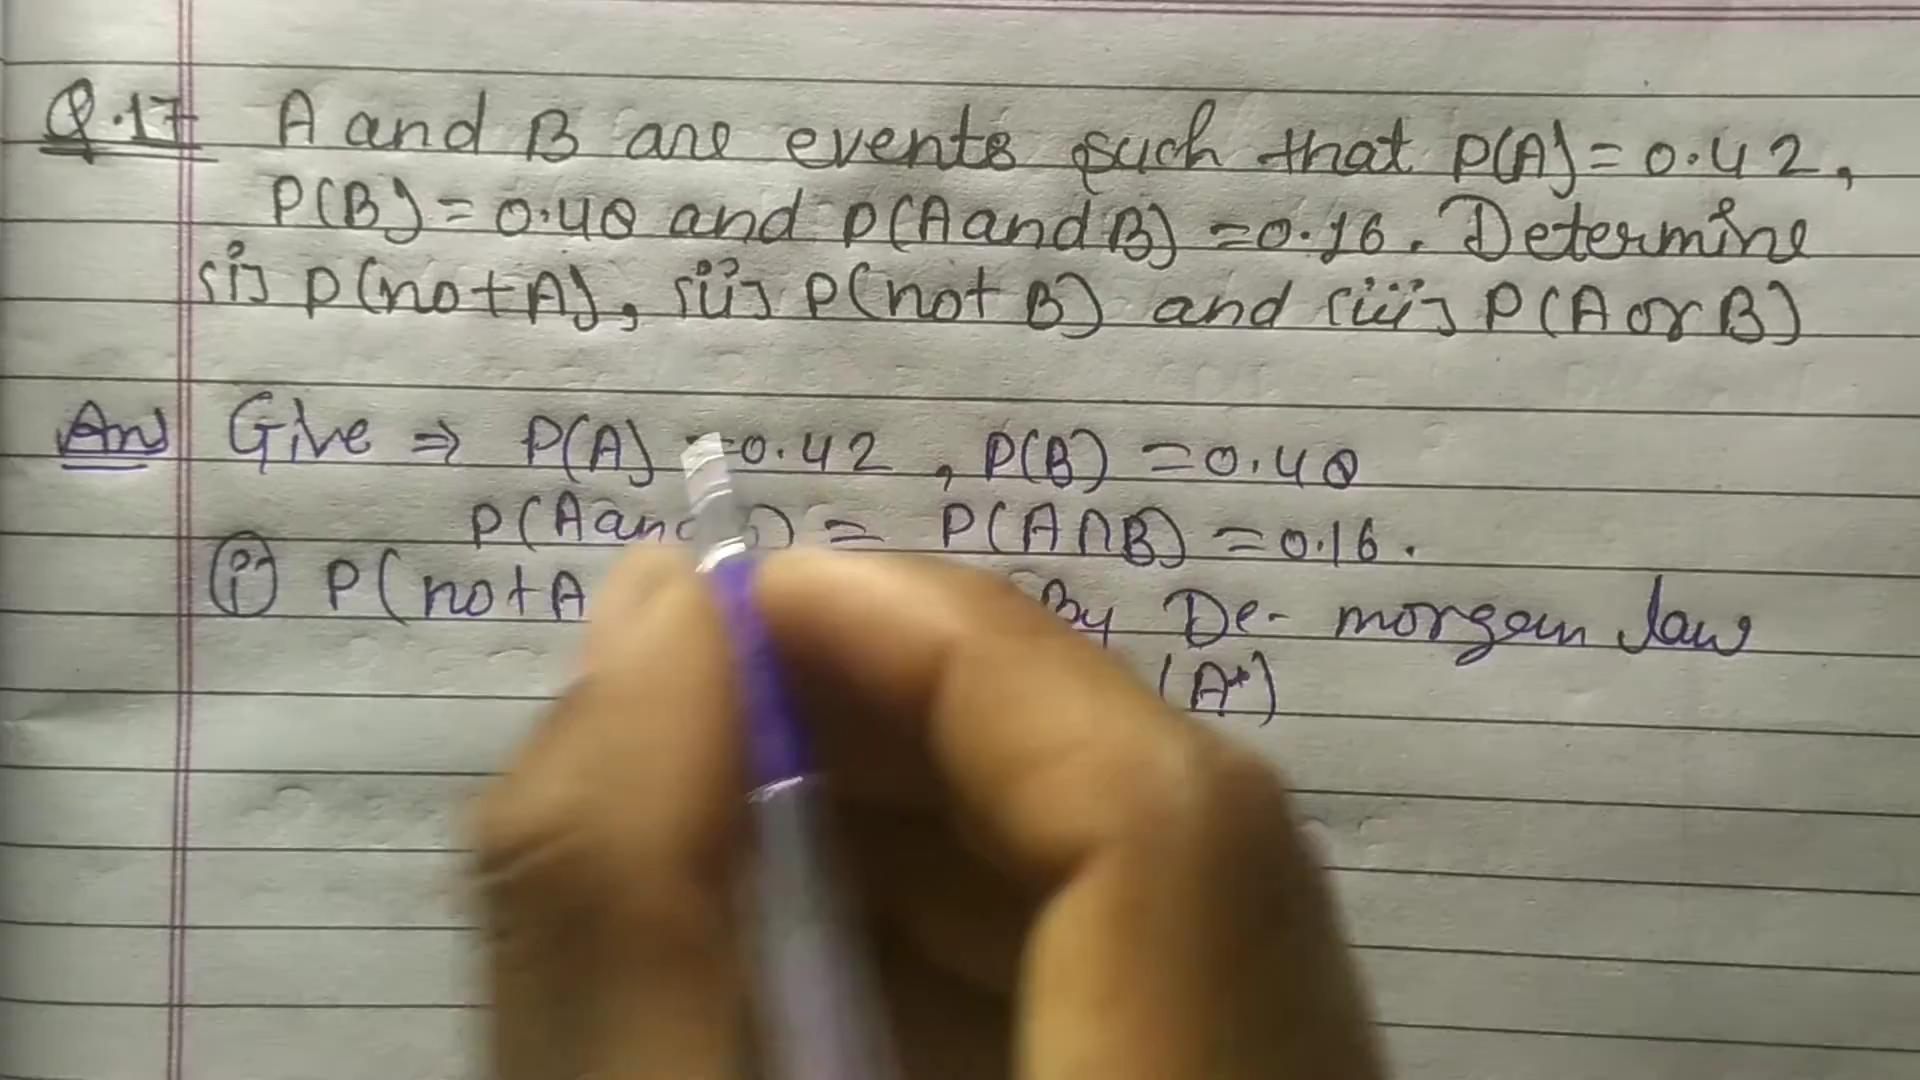 Q.17 A and B are events such that P(A) = 0.42,
P(B) = 0.48 and P(A and B) = 0.16. Determine
(i) P(not A), (ii) P(not B) and (iii) P(A or B)
Ans Give ⇒ P(A) = 0.42, P(B) = 0.48
P(A and B) = P(A∩B) = 0.16.
(i) P(not A By De-morgan law
(A*)